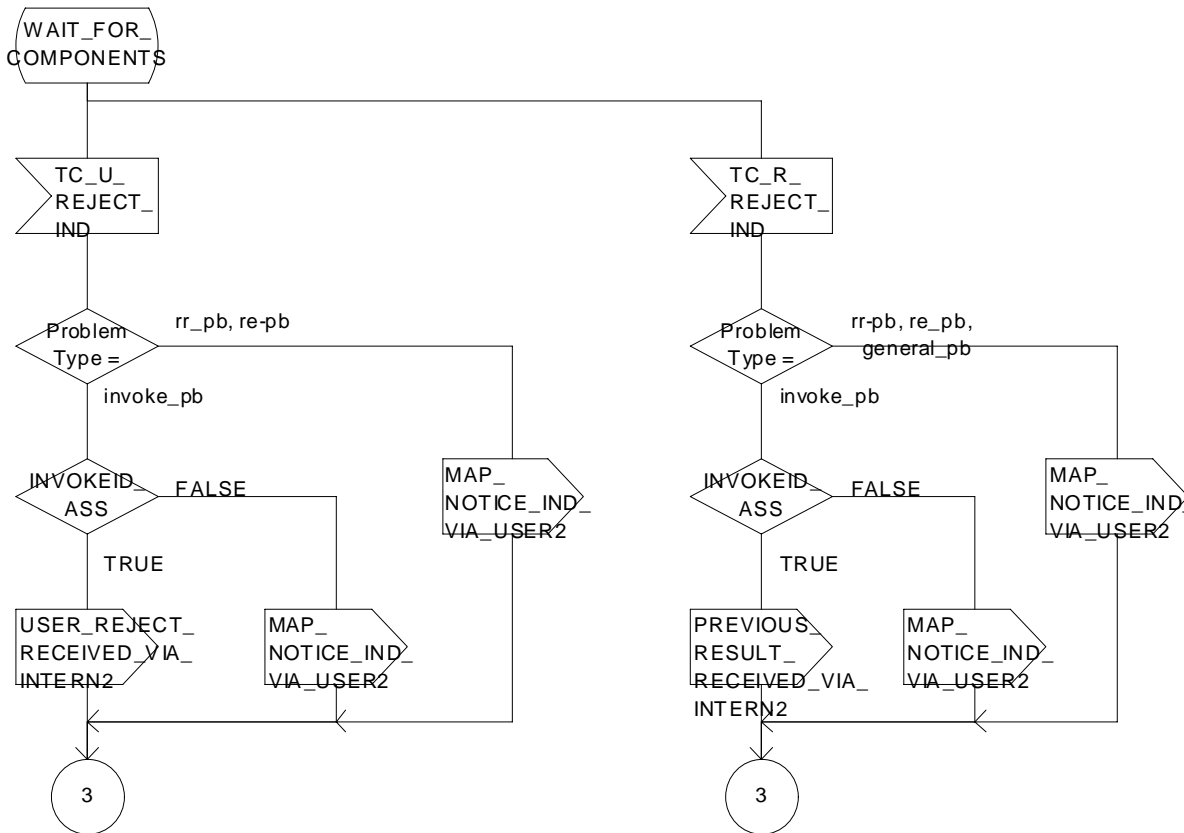 WAIT_FOR_
COMPONENTS
TC_U_
REJECT_
IND
TC_R_
REJECT_
IND
Problem
Type =
rr_pb, re-pb
invoke_pb
Problem
Type =
rr-pb, re_pb,
general_pb
invoke_pb
INVOKEID_
ASS
FALSE
TRUE
MAP_
NOTICE_IND_
VIA_USER2
INVOKEID_
ASS
FALSE
TRUE
MAP_
NOTICE_IND_
VIA_USER2
USER_REJECT_
RECEIVED_VIA_
INTERN2
MAP_
NOTICE_IND_
VIA_USER2
PREVIOUS_
RESULT_
RECEIVED_VIA_
INTERN2
MAP_
NOTICE_IND_
VIA_USER2
3
3